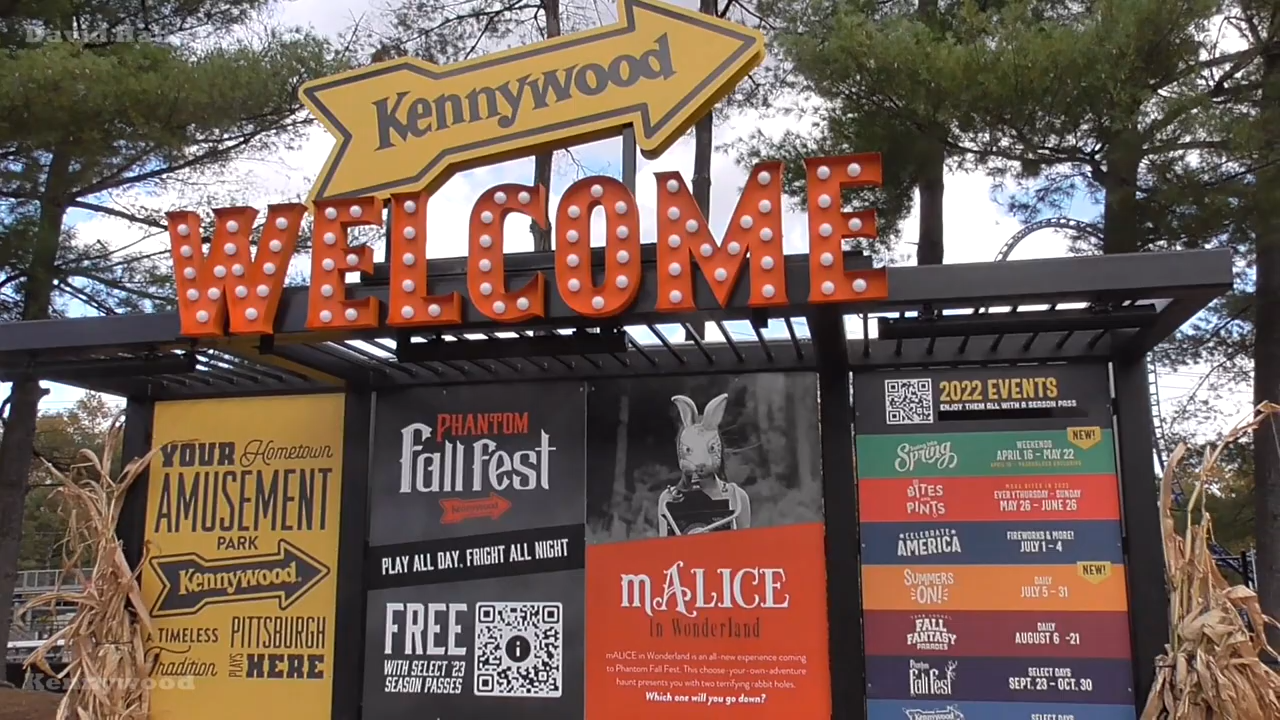 Kennywood
WELCOME
YOUR Hometown
AMUSEMENT
PARK
Kennywood
A TIMELESS
Tradition
PITTSBURGH
PLAYS HERE
Kennywood
PHANTOM
Fall Fest
Kennywood
PLAY ALL DAY. FRIGHT ALL NIGHT
FREE
WITH SELECT '23
SEASON PASSES
mALICE
in Wonderland
mALICE in Wonderland is an all-new experience coming
to Phantom Fall Fest. This choose-your-own-adventure
haunt presents you with two terrifying rabbit holes.
Which one will you go down?
2022 EVENTS
ENJOY THEM ALL WITH A SEASON PASS
Spring
WEEKENDS
APRIL 16 – MAY 22
NEW!
BITES
AND
PINTS
EVERY THURSDAY – SUNDAY
MAY 26 – JUNE 26
CELEBRATE
AMERICA
FIREWORKS & MORE!
JULY 1 – 4
SUMMERS
ON!
DAILY
JULY 5 – 31
NEW!
FALL
FANTASY
PARADE
DAILY
AUGUST 6 -21
Phantom
Fall Fest
SELECT DAYS
SEPT. 23 – OCT. 30
Kennywood
SELECT DAYS